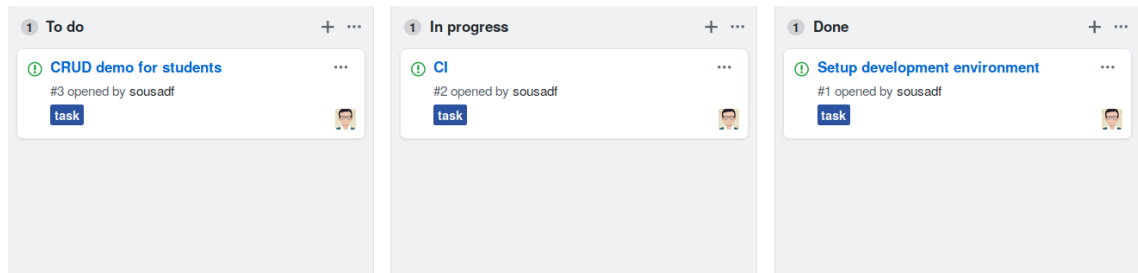 1 To do
CRUD demo for students
#3 opened by sousadf
task
1 In progress
CI
#2 opened by sousadf
task
1 Done
Setup development environment
#1 opened by sousadf
task